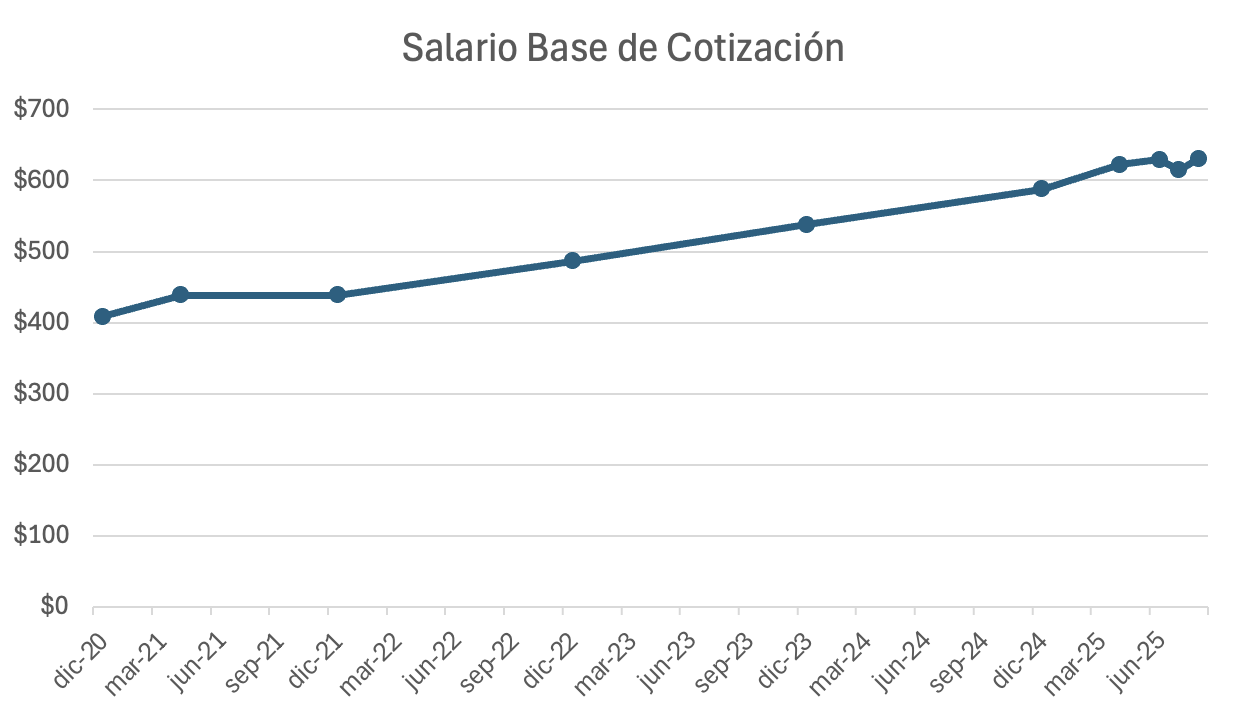 Salario Base de Cotización
$700
$600
$500
$400
$300
$200
$100
$0
dic-20
mar-21
jun-21
sep-21
dic-21
mar-22
jun-22
sep-22
dic-22
mar-23
jun-23
sep-23
dic-23
mar-24
jun-24
sep-24
dic-24
mar-25
jun-25